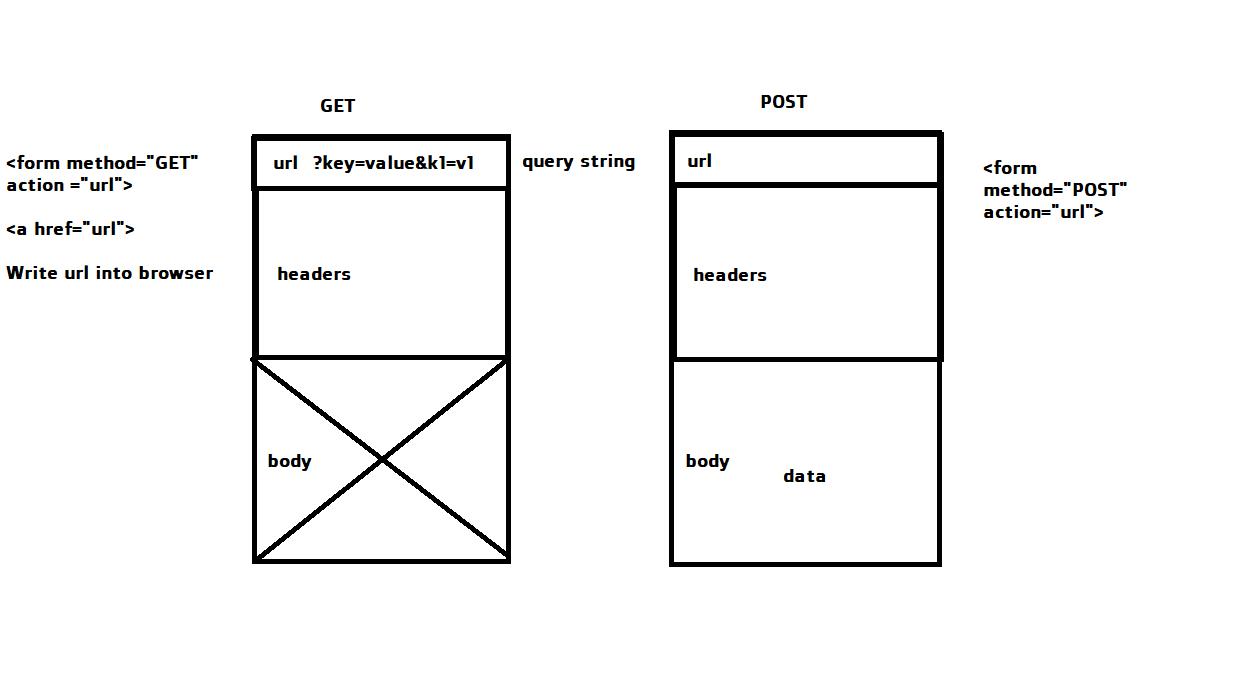 GET
<form method="GET"
action ="url">
<a href="url">
Write url into browser
url ?key=value&k1=v1
query string
headers
body
POST
url
headers
body
data
<form
method="POST"
action="url">